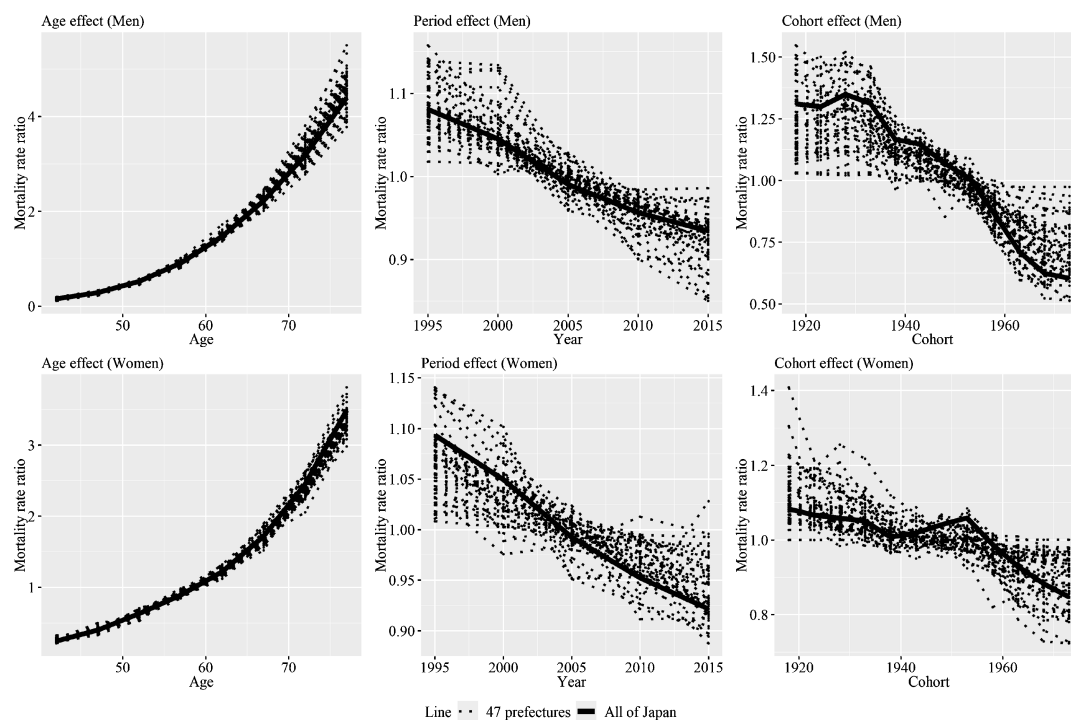 Age effect (Men)
Mortality rate ratio
4
2
0
50 60 70
Age
Period effect (Men)
Mortality rate ratio
1.1
1.0
0.9
1995 2000 2005 2010 2015
Year
Cohort effect (Men)
Mortality rate ratio
1.50
1.25
1.00
0.75
0.50
1920 1940 1960
Cohort
Age effect (Women)
Mortality rate ratio
3
2
1
50 60 70
Age
Period effect (Women)
Mortality rate ratio
1.15
1.10
1.05
1.00
0.95
0.90
1995 2000 2005 2010 2015
Year
Cohort effect (Women)
Mortality rate ratio
1.4
1.2
1.0
0.8
1920 1940 1960
Cohort
Line 47 prefectures All of Japan